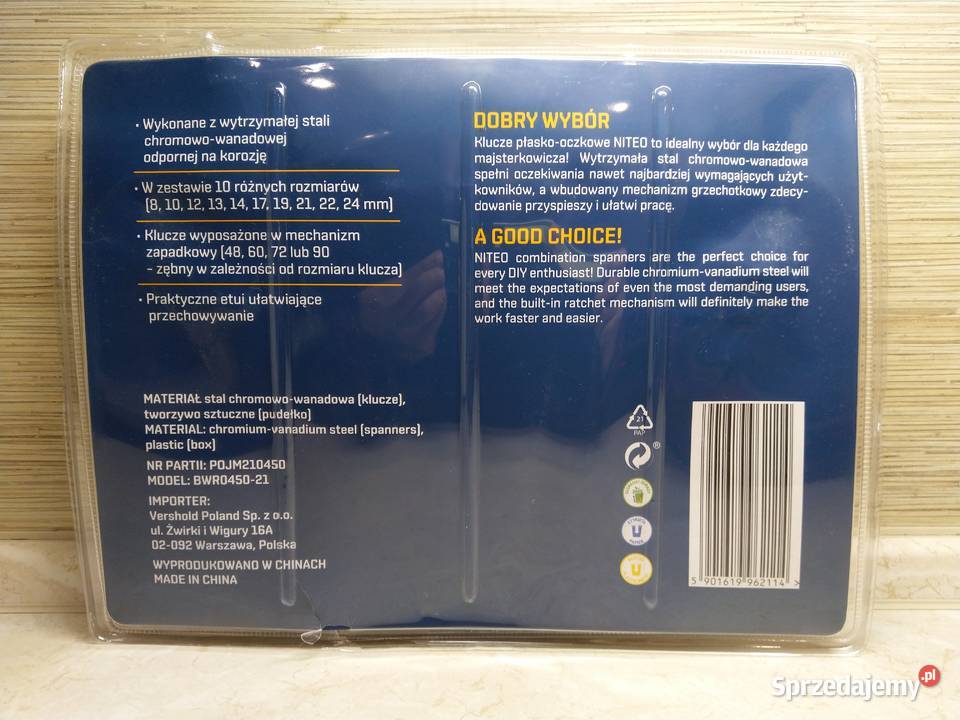 · Wykonane z wytrzymałej stali
chromowo-wanadowej
odpornej na korozję
· W zestawie 10 różnych rozmiarów
(8, 10, 12, 13, 14, 17, 19, 21, 22, 24 mm)
· Klucze wyposażone w mechanizm
zapadkowy (48, 60, 72 lub 90
- zębny w zależności od rozmiaru klucza)
· Praktyczne etui ułatwiające
przechowywanie
DOBRY WYBÓR
Klucze płasko-oczkowe NITEO to idealny wybór dla każdego
majsterkowicza! Wytrzymała stal chromowo-wanadowa
spełni oczekiwania nawet najbardziej wymagających użyt-
kowników, a wbudowany mechanizm grzechotkowy zdecy-
dowanie przyspieszy i ułatwi pracę.
A GOOD CHOICE!
NITEO combination spanners are the perfect choice for
every DIY enthusiast! Durable chromium-vanadium steel will
meet the expectations of even the most demanding users,
and the built-in ratchet mechanism will definitely make the
work faster and easier.
MATERIAŁ stal chromowo-wanadowa (klucze),
tworzywo sztuczne (pudełko)
MATERIAL: chromium-vanadium steel (spanners),
plastic (box)
NR PARTII: POJM210450
MODEL: BWR0450-21
IMPORTER:
Vershold Poland Sp. z o.o.
ul. Żwirki i Wigury 16A
02-092 Warszawa, Polska
WYPRODUKOWANO W CHINACH
MADE IN CHINA
21
PAP
®
5 901619 962114 >
Sprzedajemy.pl